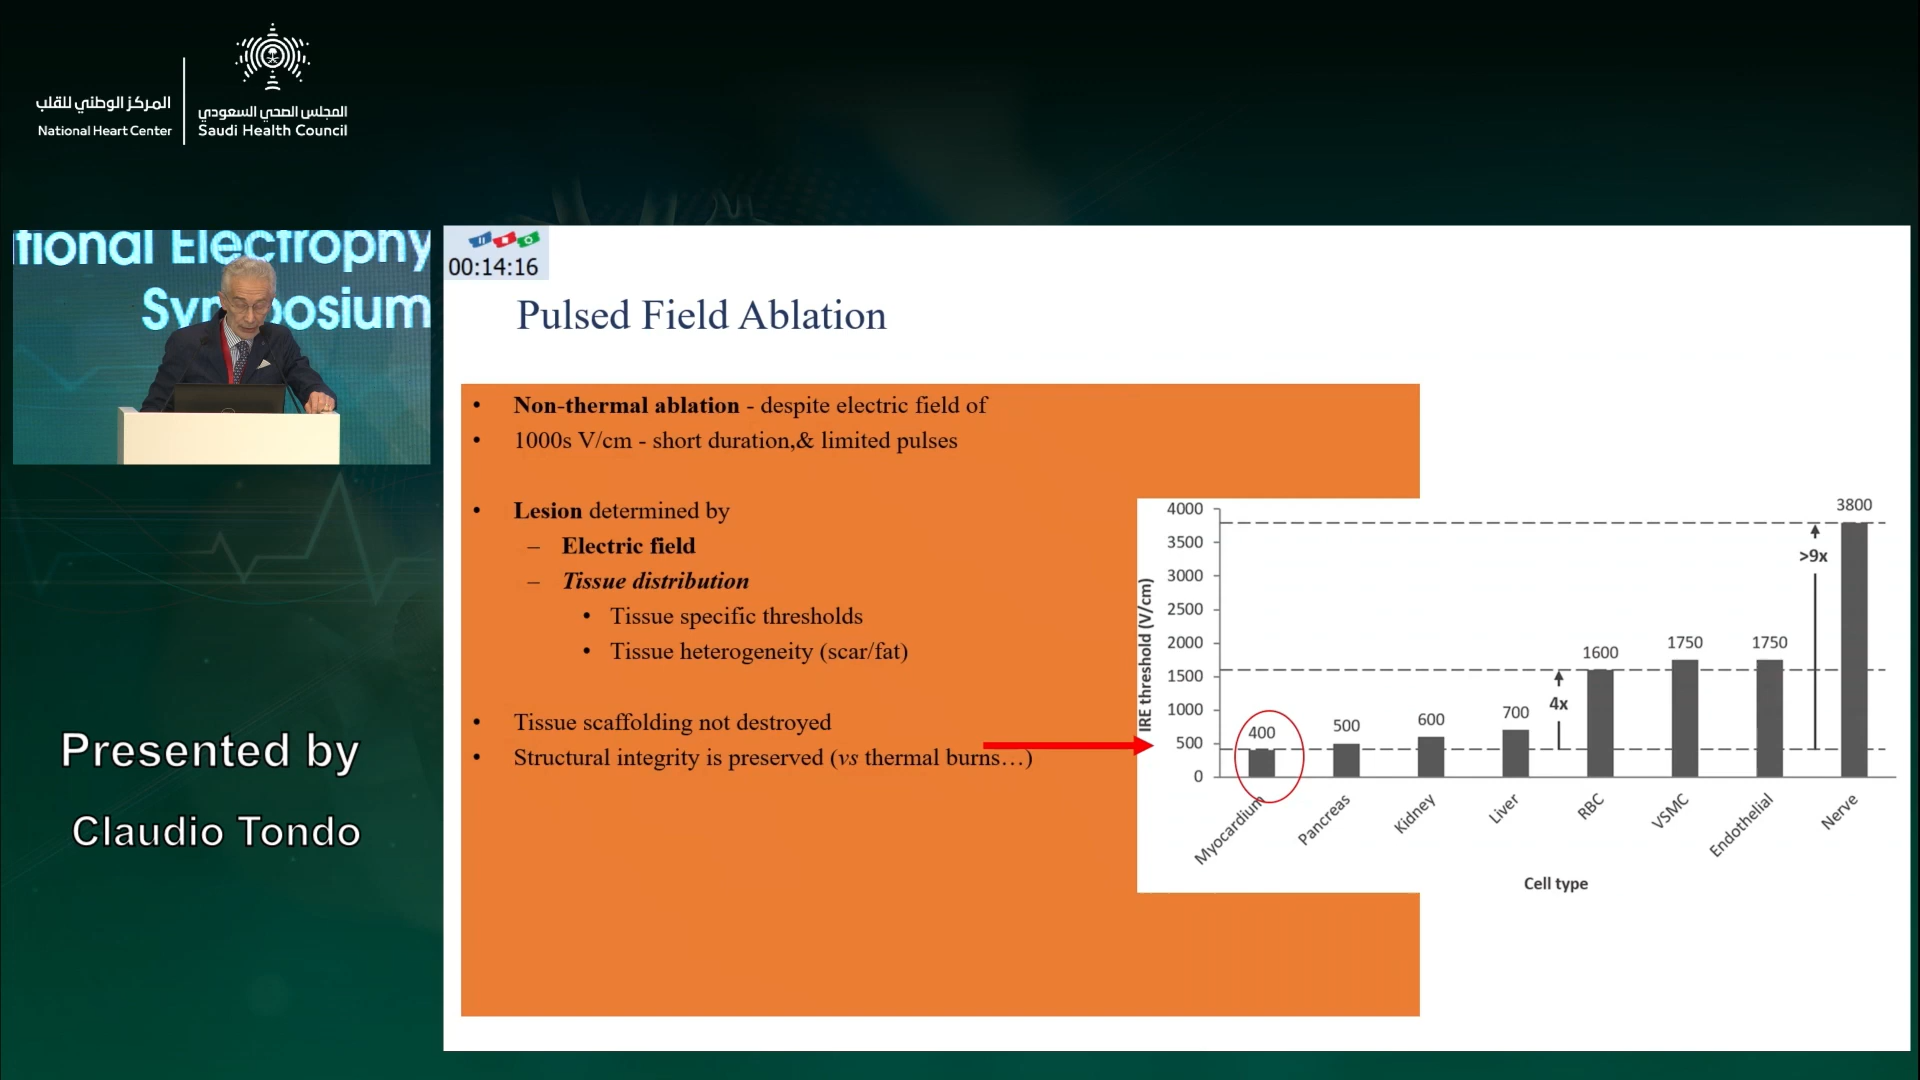 المركز الوطني للقلب
National Heart Center
المجلس الصحي السعودي
Saudi Health Council
tional Electrophy
Symposium
00:14:16
Pulsed Field Ablation
• Non-thermal ablation - despite electric field of
• 1000s V/cm - short duration,& limited pulses
• Lesion determined by
– Electric field
– Tissue distribution
• Tissue specific thresholds
• Tissue heterogeneity (scar/fat)
• Tissue scaffolding not destroyed
• Structural integrity is preserved (vs thermal burns…)
IRE threshold (V/cm)
4000
3500
3000
2500
2000
1500
1000
500
0
400
500
600
700
1600
1750
1750
3800
4x
>9x
Myocardium
Pancreas
Kidney
Liver
RBC
VSMC
Endothelial
Nerve
Cell type
Presented by
Claudio Tondo